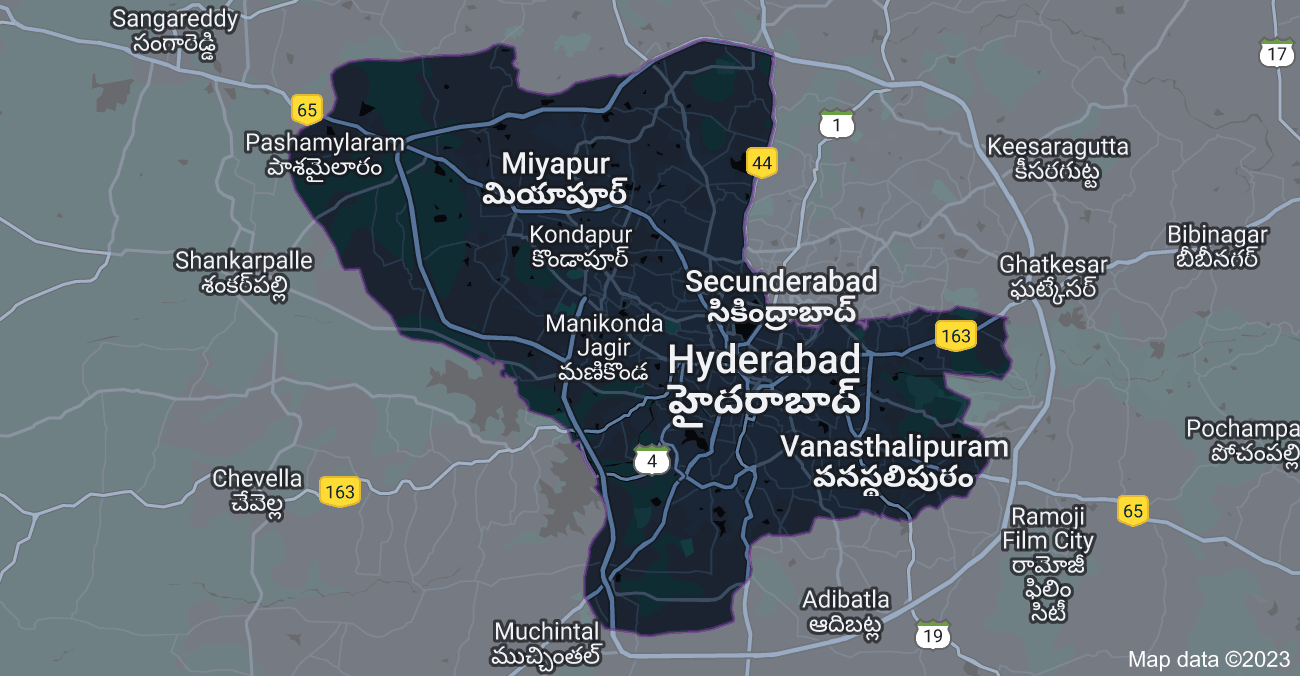 Sangareddy
సంగారెడ్డి
17
65
1
Pashamylaram
పాశమైలారం
Miyapur
మియాపూర్
44
Keesaragutta
కీసరగుట్ట
Kondapur
కొండాపూర్
Bibinagar
బీబీనగర్
Shankarpalle
శంకర్‌పల్లి
Ghatkesar
ఘట్కేసర్
Secunderabad
సికింద్రాబాద్
Manikonda
Jagir
మణికొండ
163
Hyderabad
హైదరాబాద్
Pochampa
పోచంపల్లి
Vanasthalipuram
వనస్థలిపురం
4
Chevella
చేవెల్ల
163
65
Ramoji
Film City
రామోజీ
ఫిలిం
సిటీ
Adibatla
ఆదిబట్ల
Muchintal
ముచ్చింతల్
19
Map data ©2023